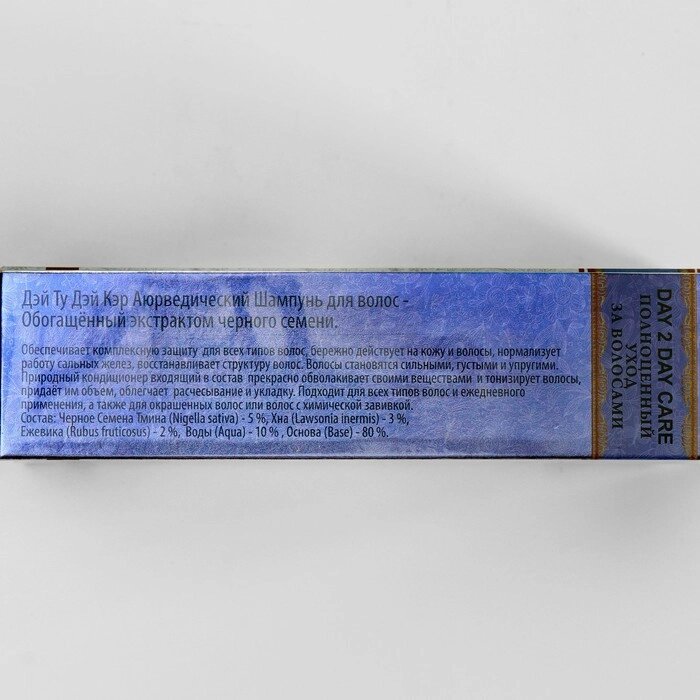 Дэй Ту Дэй Кэр Аюрведический Шампунь для волос -
Обогащённый экстрактом черного семени.
Обеспечивает комплексную защиту для всех типов волос, бережно действует на кожу и волосы, нормализует
работу сальных желез, восстанавливает структуру волос. Волосы становятся сильными, густыми и упругими.
Природный кондиционер входящий в состав прекрасно обволакивает своими веществами и тонизирует волосы,
придаёт им объем, облегчает расчесывание и укладку. Подходит для всех типов волос и ежедневного
применения, а также для окрашенных волос или волос с химической завивкой.
Состав: Черное Семена Тмина (Nigella sativa) - 5 %, Хна (Lawsonia inermis) - 3 %,
Ежевика (Rubus fruticosus) - 2 %, Воды (Aqua) - 10 % , Основа (Base) - 80 %.
DAY 2 DAY CARE
ПОЛНОЦЕННЫЙ
УХОД
ЗА ВОЛОСАМИ